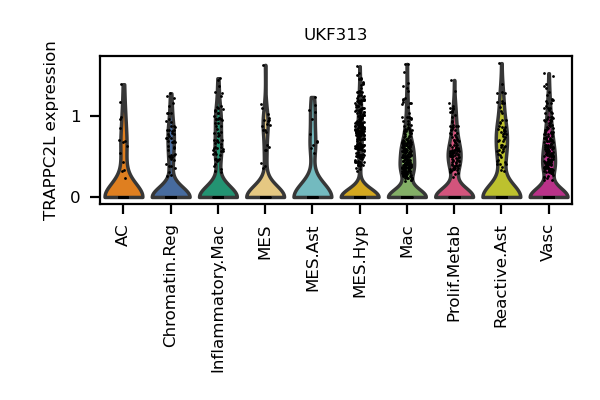 UKF313
TRAPPC2L expression
1
0
AC
Chromatin.Reg
Inflammatory.Mac
MES
MES.Ast
MES.Hyp
Mac
Prolif.Metab
Reactive.Ast
Vasc